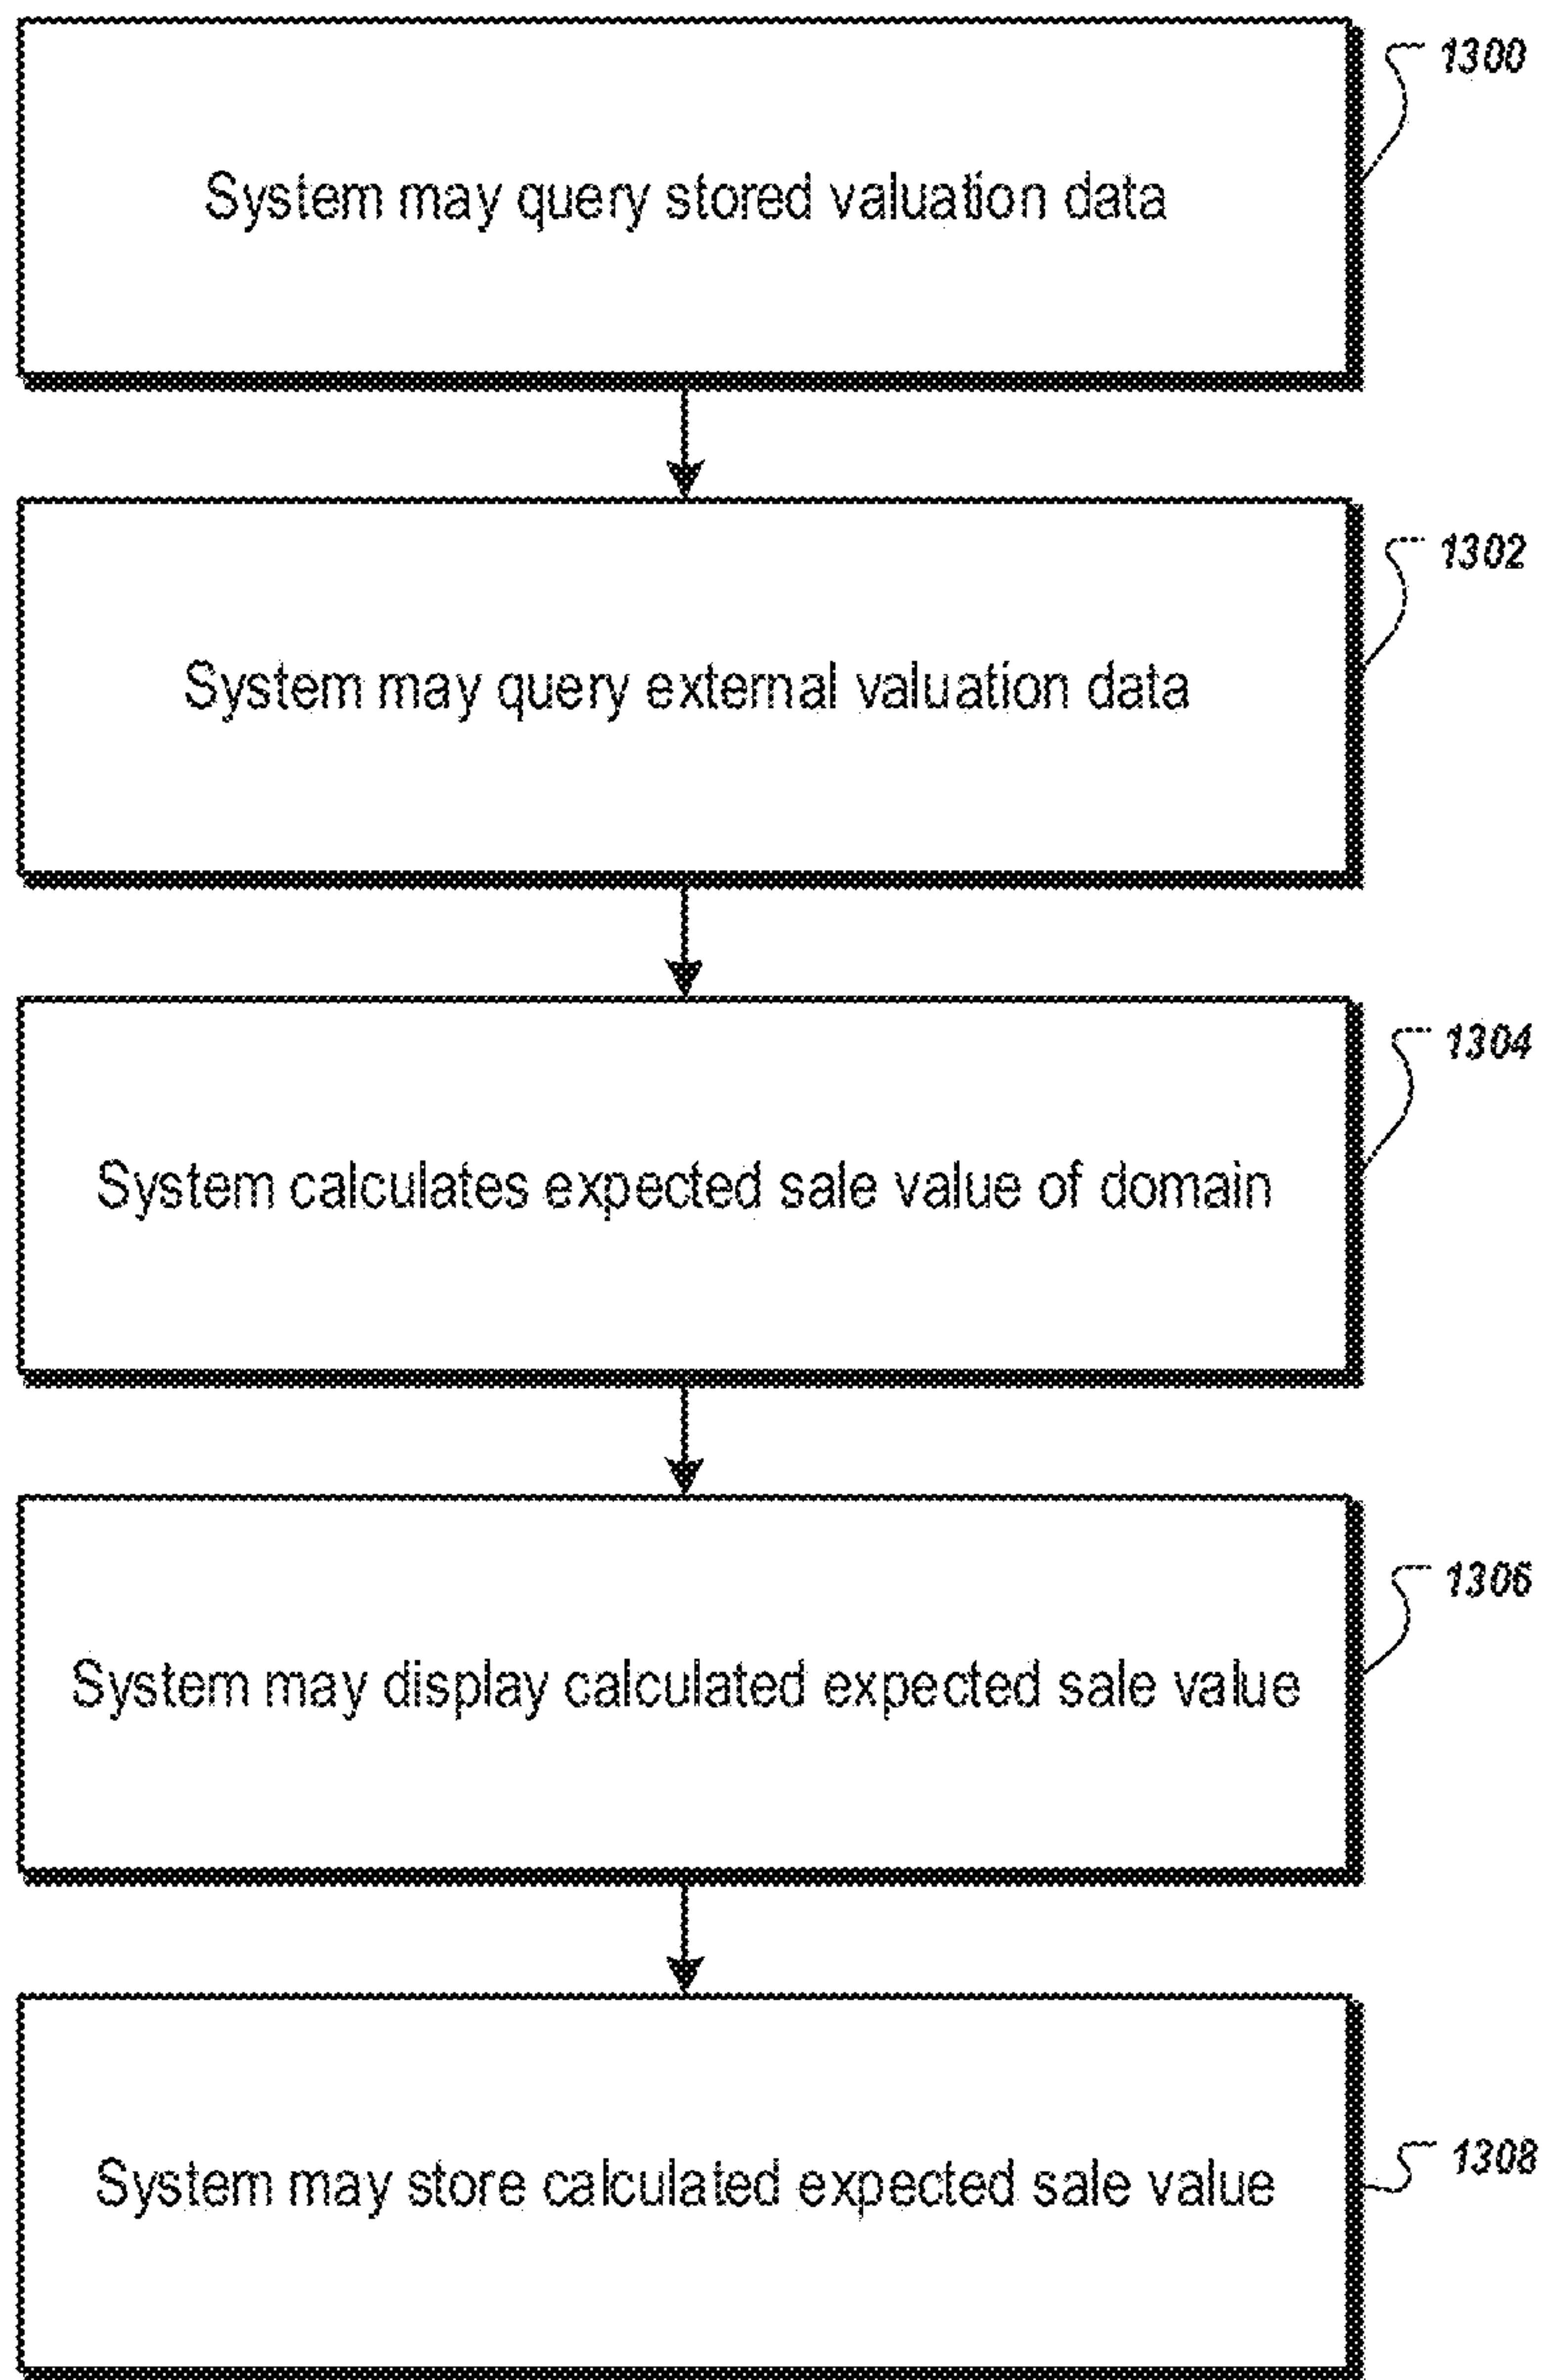 1300
System may query stored valuation data
1302
System may query external valuation data
1304
System calculates expected sale value of domain
1306
System may display calculated expected sale value
1308
System may store calculated expected sale value